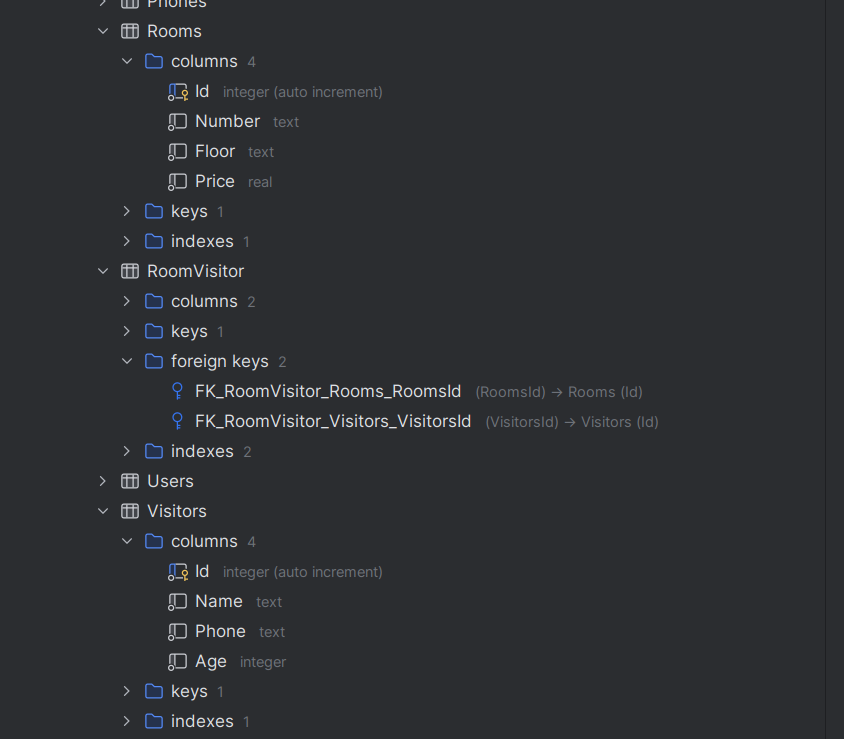 Phones
Rooms
columns 4
Id integer (auto increment)
Number text
Floor text
Price real
keys 1
indexes 1
RoomVisitor
columns 2
keys 1
foreign keys 2
FK_RoomVisitor_Rooms_RoomsId (RoomsId) → Rooms (Id)
FK_RoomVisitor_Visitors_VisitorsId (VisitorsId) → Visitors (Id)
indexes 2
Users
Visitors
columns 4
Id integer (auto increment)
Name text
Phone text
Age integer
keys 1
indexes 1